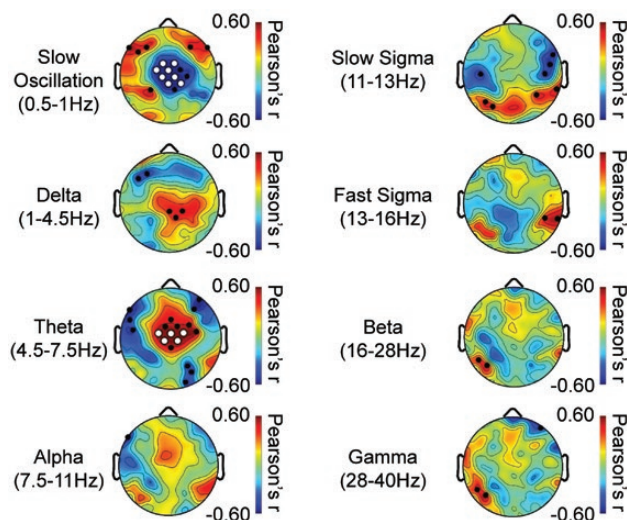 Slow
Oscillation
(0.5-1Hz)
0.60
-0.60
Pearson's r
Slow Sigma
(11-13Hz)
0.60
-0.60
Pearson's r
Delta
(1-4.5Hz)
0.60
-0.60
Pearson's r
Fast Sigma
(13-16Hz)
0.60
-0.60
Pearson's r
Theta
(4.5-7.5Hz)
0.60
-0.60
Pearson's r
Beta
(16-28Hz)
0.60
-0.60
Pearson's r
Alpha
(7.5-11Hz)
0.60
-0.60
Pearson's r
Gamma
(28-40Hz)
0.60
-0.60
Pearson's r